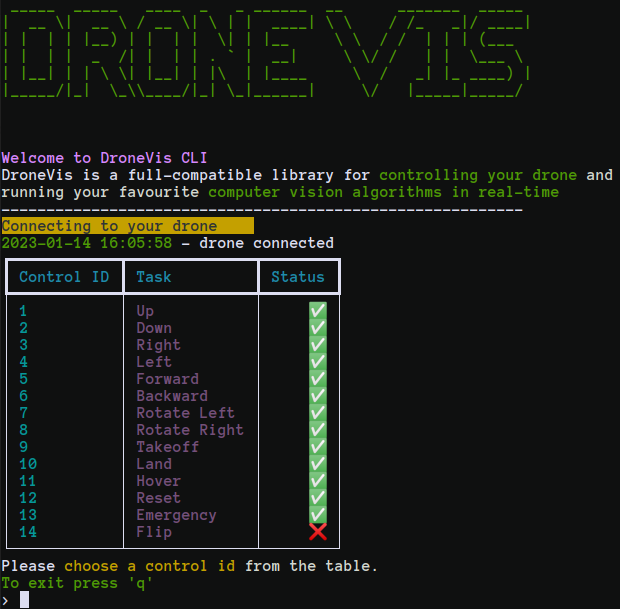 DRONE VIS
Welcome to DroneVis CLI
DroneVis is a full-compatible library for controlling your drone and
running your favourite computer vision algorithms in real-time
----------------------------------------------------------
Connecting to your drone
2023-01-14 16:05:58 - drone connected
Control ID Task Status
1 Up ✅
2 Down ✅
3 Right ✅
4 Left ✅
5 Forward ✅
6 Backward ✅
7 Rotate Left ✅
8 Rotate Right ✅
9 Takeoff ✅
10 Land ✅
11 Hover ✅
12 Reset ✅
13 Emergency ✅
14 Flip ❌
Please choose a control id from the table.
To exit press 'q'
>